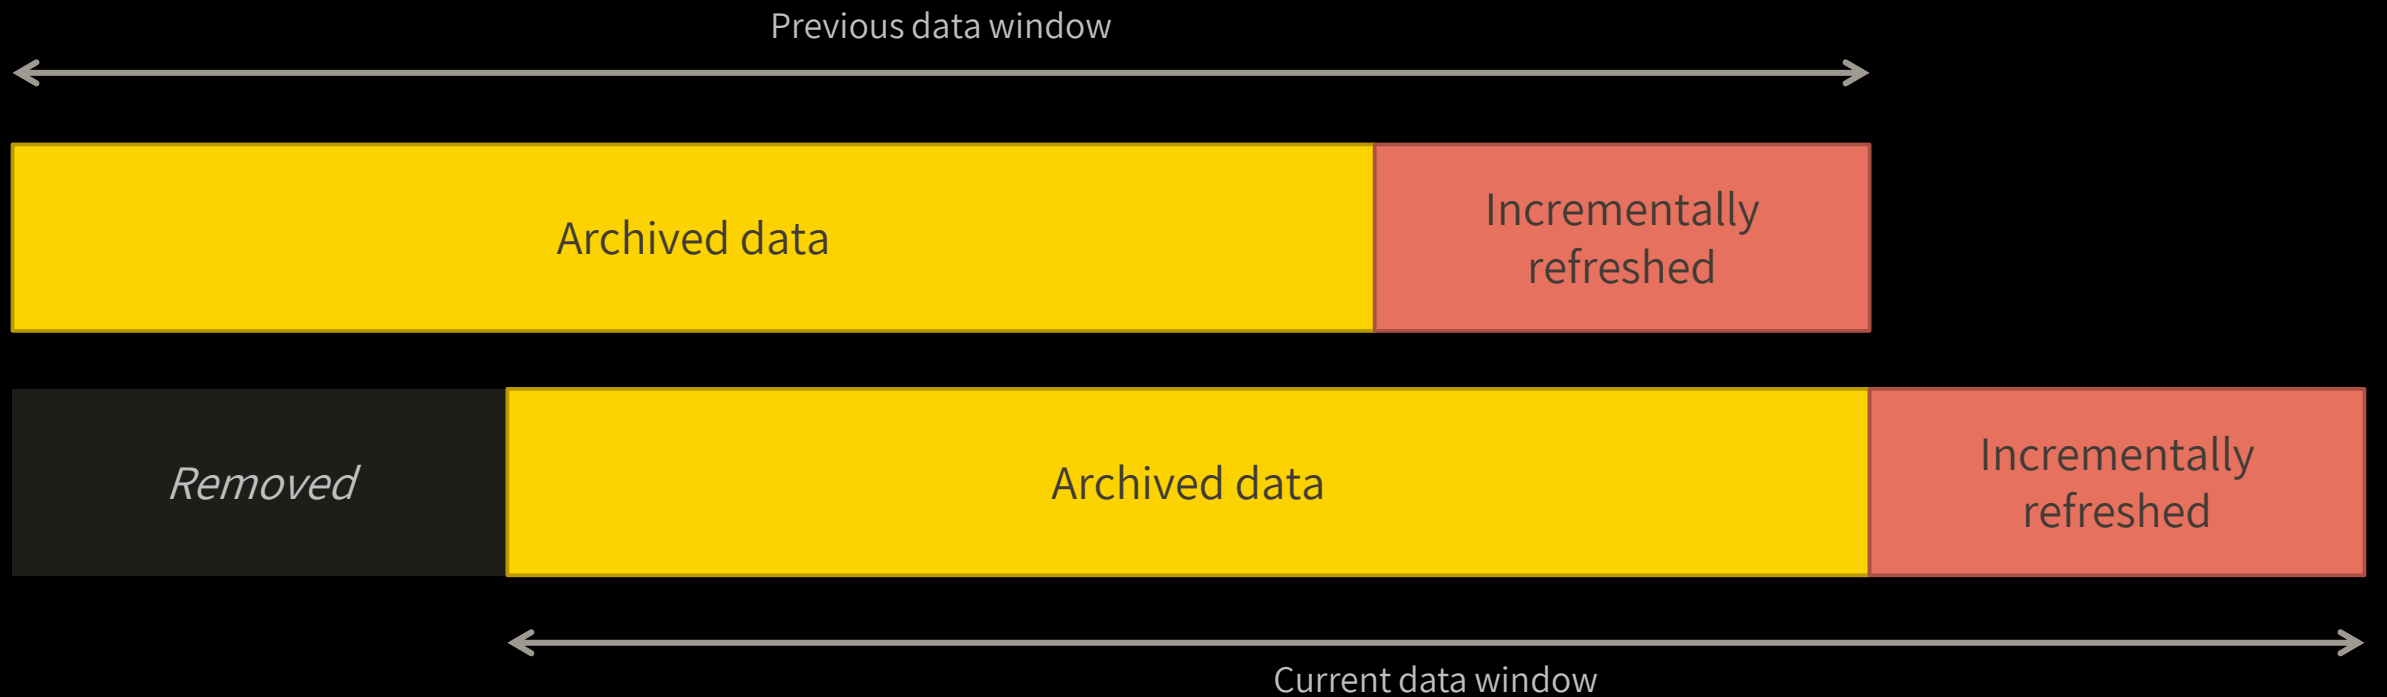 Previous data window
Archived data
Incrementally
refreshed
Removed
Archived data
Incrementally
refreshed
Current data window